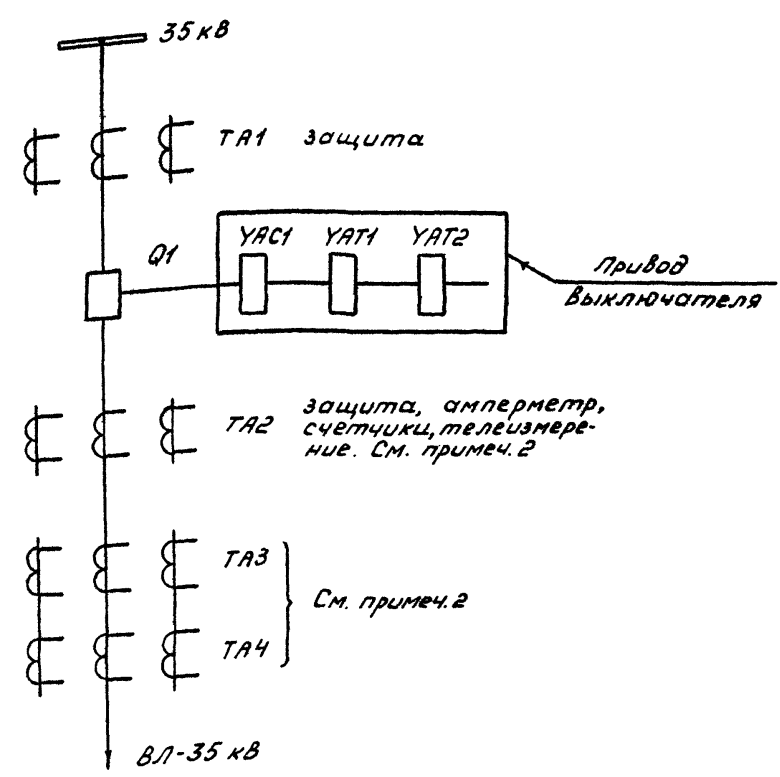 35 кВ
TA1 защита
Q1
YAC1 YAT1 YAT2
Привод
выключателя
TA2
защита, амперметр,
счетчики, телеизмере-
ние. См. примеч. 2
TA3
См. примеч. 2
TA4
ВЛ-35 кВ